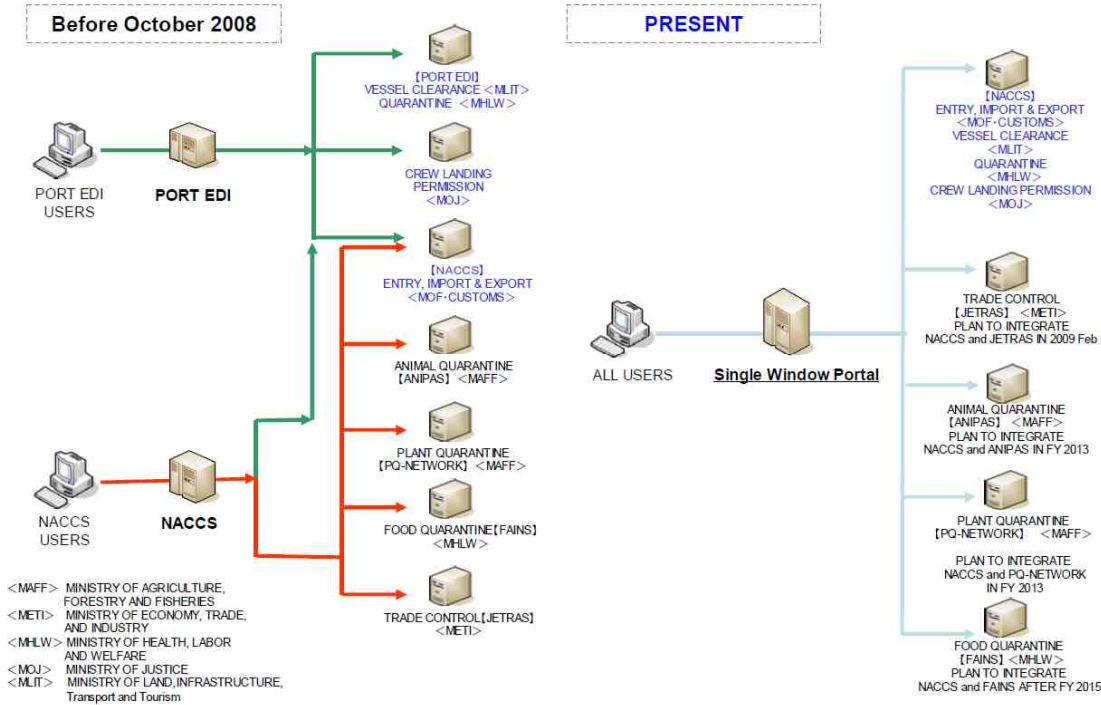 Before October 2008
【PORT EDI】
VESSEL CLEARANCE <MLIT>
QUARANTINE <MHLW>
PORT EDI
USERS
PORT EDI
CREW LANDING
PERMISSION
<MOJ>
【NACCS】
ENTRY, IMPORT & EXPORT
<MOF・CUSTOMS>
ANIMAL QUARANTINE
【ANIPAS】<MAFF>
PLANT QUARANTINE
【PQ-NETWORK】<MAFF>
NACCS
USERS
NACCS
FOOD QUARANTINE【FAINS】
<MHLW>
TRADE CONTROL【JETRAS】
<METI>
<MAFF> MINISTRY OF AGRICULTURE,
FORESTRY AND FISHERIES
<METI> MINISTRY OF ECONOMY, TRADE,
AND INDUSTRY
<MHLW> MINISTRY OF HEALTH, LABOR
AND WELFARE
<MOJ> MINISTRY OF JUSTICE
<MLIT> MINISTRY OF LAND,INFRASTRUCTURE,
Transport and Tourism
PRESENT
【NACCS】
ENTRY, IMPORT & EXPORT
<MOF・CUSTOMS>
VESSEL CLEARANCE
<MLIT>
QUARANTINE
<MHLW>
CREW LANDING PERMISSION
<MOJ>
TRADE CONTROL
【JETRAS】 <METI>
PLAN TO INTEGRATE
NACCS and JETRAS IN 2009 Feb
ALL USERS
Single Window Portal
ANIMAL QUARANTINE
【ANIPAS】 <MAFF>
PLAN TO INTEGRATE
NACCS and ANIPAS IN FY 2013
PLANT QUARANTINE
【PQ-NETWORK】 <MAFF>
PLAN TO INTEGRATE
NACCS and PQ-NETWORK
IN FY 2013
FOOD QUARANTINE
【FAINS】<MHLW>
PLAN TO INTEGRATE
NACCS and FAINS AFTER FY 2015